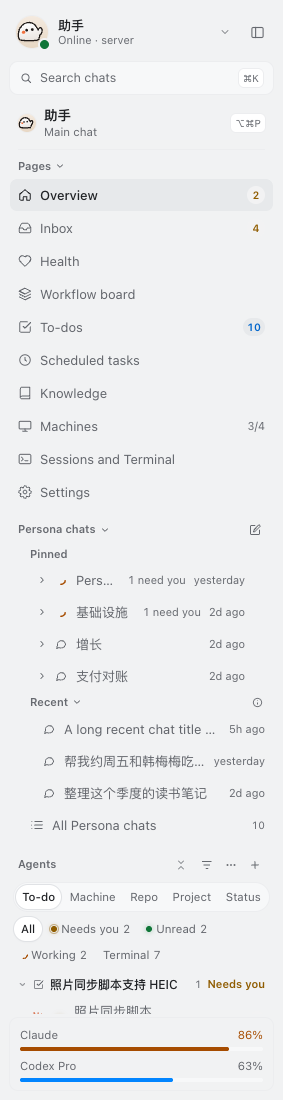 助手
Online · server
Search chats ⌘K
助手
Main chat ⌥⌘P
Pages
Overview 2
Inbox 4
Health
Workflow board
To-dos 10
Scheduled tasks
Knowledge
Machines 3/4
Sessions and Terminal
Settings
Persona chats
Pinned
Pers... 1 need you yesterday
基础设施 1 need you 2d ago
增长 2d ago
支付对账 2d ago
Recent
A long recent chat title ... 5h ago
帮我约周五和韩梅梅吃... yesterday
整理这个季度的读书笔记 2d ago
All Persona chats 10
Agents
To-do Machine Repo Project Status
All Needs you 2 Unread 2
Working 2 Terminal 7
照片同步脚本支持 HEIC 1 Needs you
照片同步脚本
Claude 86%
Codex Pro 63%